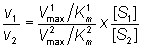 v₁/v₂ = (V¹max/K¹m)/(V²max/K²m) x [S₁]/[S₂]